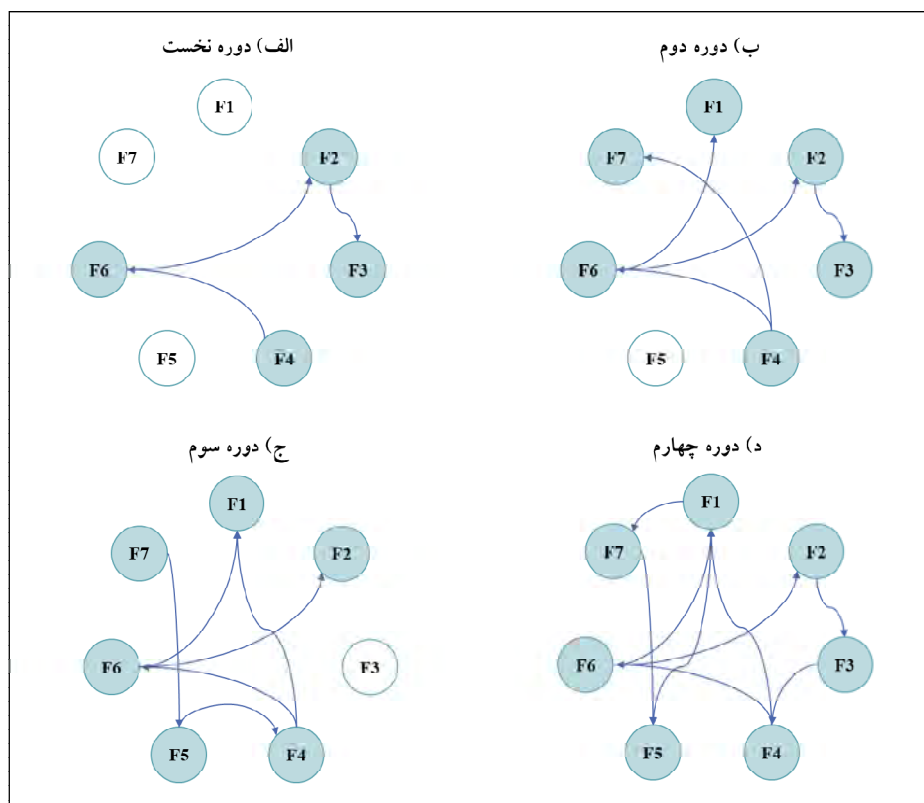 الف) دوره نخست
F1
F2
F3
F4
F5
F6
F7
ب) دوره دوم
F1
F2
F3
F4
F5
F6
F7
ج) دوره سوم
F1
F2
F3
F4
F5
F6
F7
د) دوره چهارم
F1
F2
F3
F4
F5
F6
F7